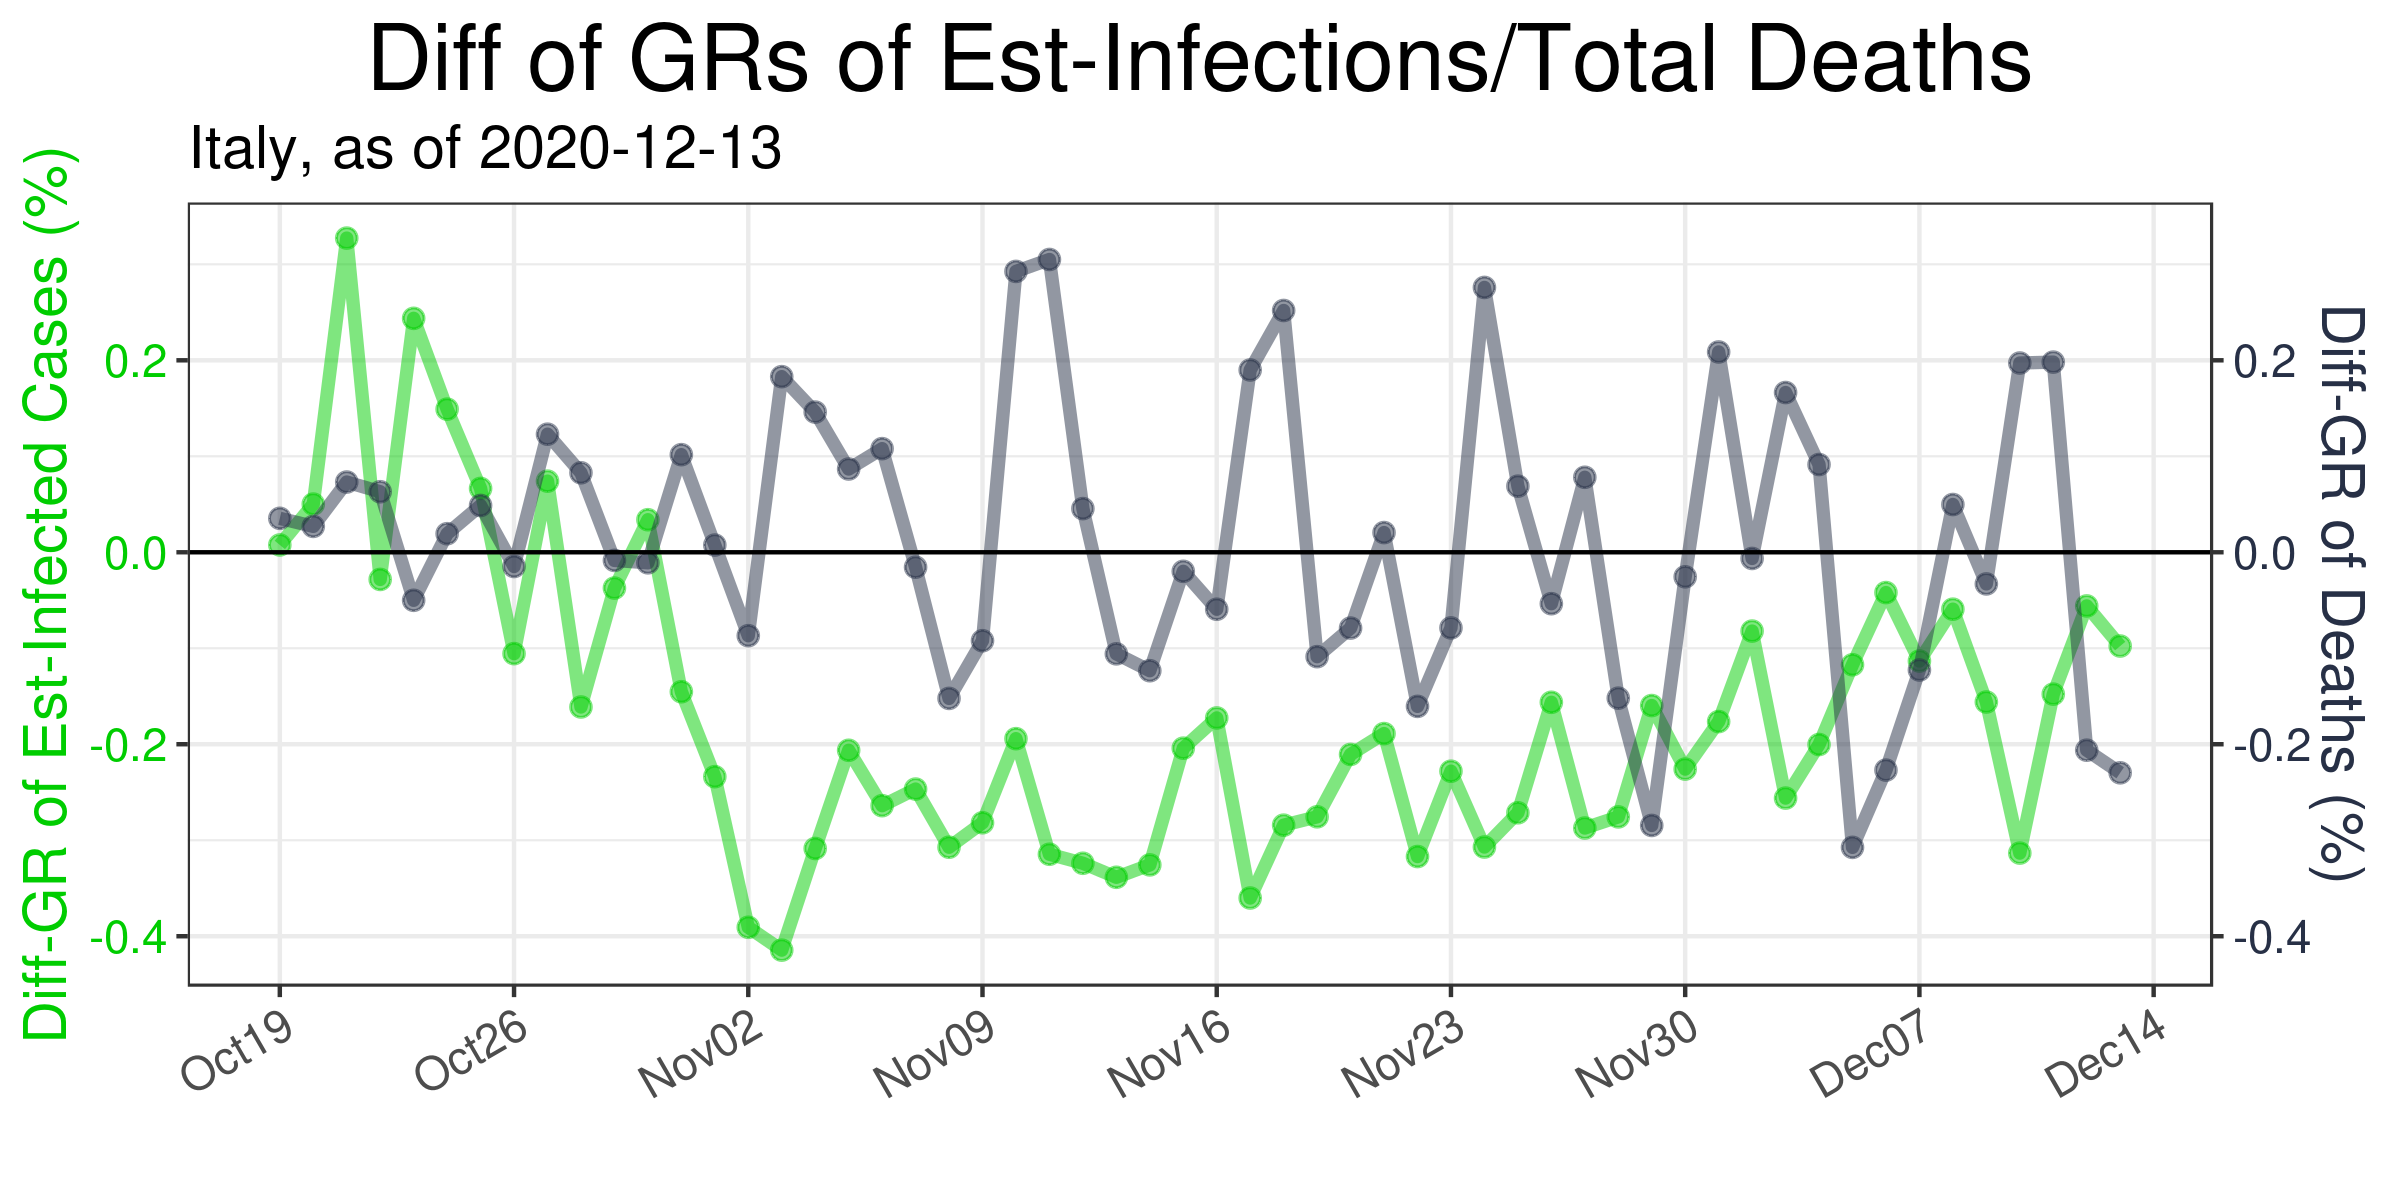 Diff of GRs of Est-Infections/Total Deaths
Italy, as of 2020-12-13
Diff-GR of Est-Infected Cases (%)
0.2
0.0
-0.2
-0.4
0.2
0.0
-0.2
-0.4
Diff-GR of Deaths (%)
Oct19
Oct26
Nov02
Nov09
Nov16
Nov23
Nov30
Dec07
Dec14